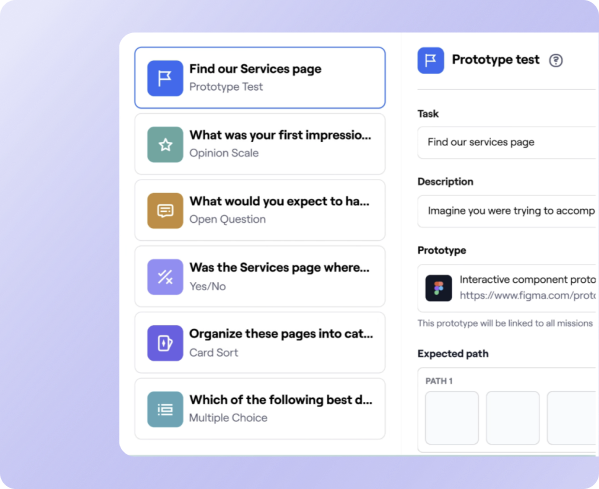 Find our Services page
Prototype Test
What was your first impressio...
Opinion Scale
What would you expect to ha...
Open Question
Was the Services page where...
Yes/No
Organize these pages into cat...
Card Sort
Which of the following best d...
Multiple Choice
Prototype test
Task
Find our services page
Description
Imagine you were trying to accomp
Prototype
Interactive component proto
https://www.figma.com/proto
This prototype will be linked to all missions
Expected path
PATH 1